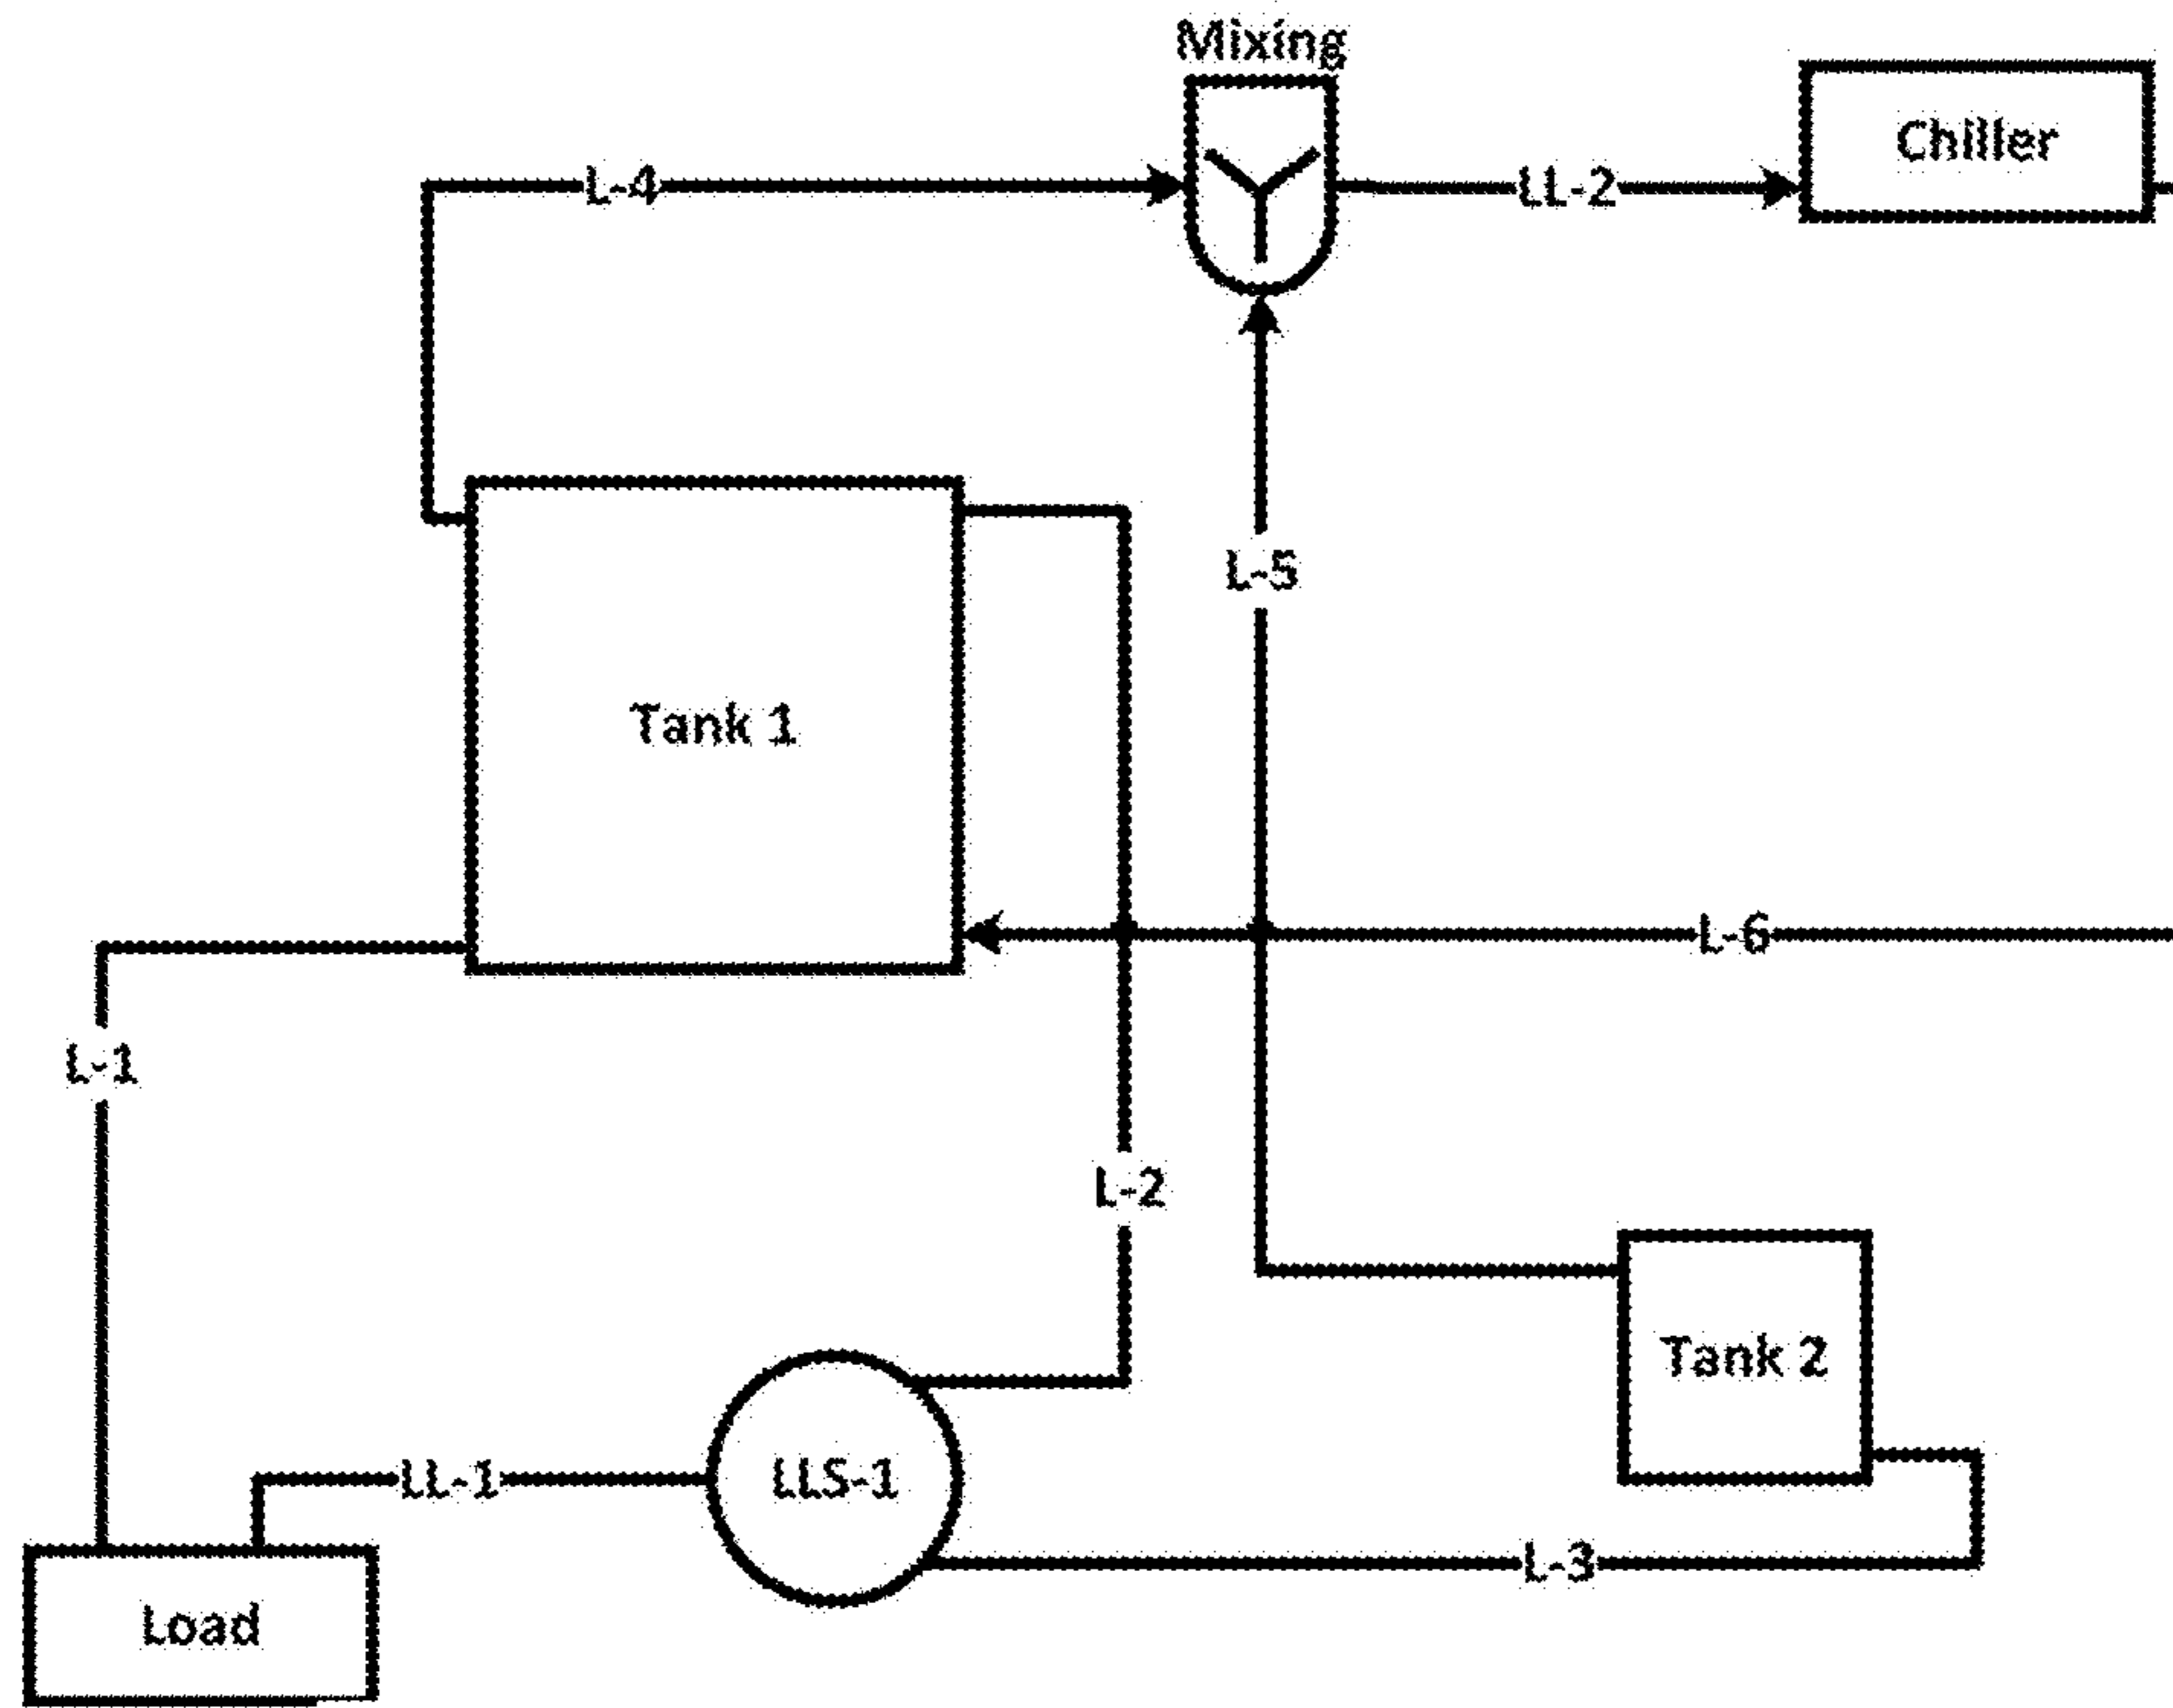 Mixing
Chiller
L-4
LL-2
L-5
Tank 1
L-6
L-1
L-2
Tank 2
LL-1
LLS-1
L-3
Load